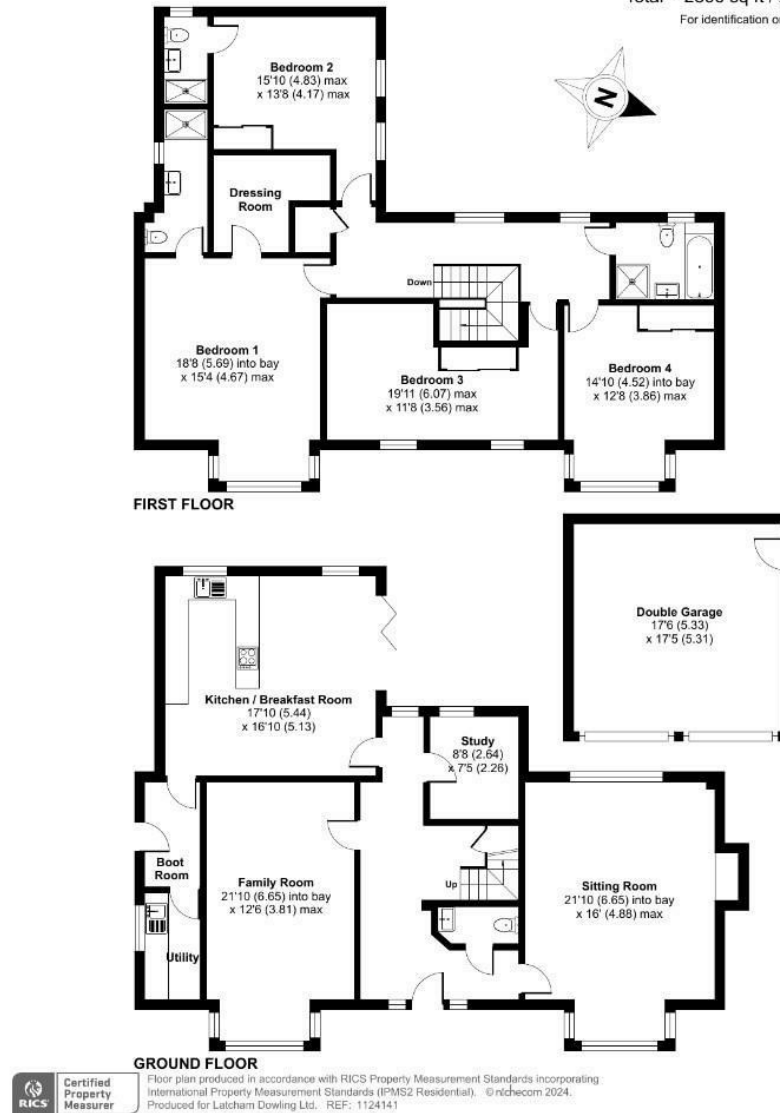 For identification o
Bedroom 2
15'10 (4.83) max
x 13'8 (4.17) max
N
Dressing
Room
Down
Bedroom 1
18'8 (5.69) into bay
x 15'4 (4.67) max
Bedroom 3
19'11 (6.07) max
x 11'8 (3.56) max
Bedroom 4
14'10 (4.52) into bay
x 12'8 (3.86) max
FIRST FLOOR
Double Garage
17'6 (5.33)
x 17'5 (5.31)
Kitchen / Breakfast Room
17'10 (5.44)
x 16'10 (5.13)
Study
8'8 (2.64)
x 7'5 (2.26)
Boot
Room
Family Room
21'10 (6.65) into bay
x 12'6 (3.81) max
Up
Sitting Room
21'10 (6.65) into bay
x 16' (4.88) max
Utility
GROUND FLOOR
RICS
Certified
Property
Measurer
Floor plan produced in accordance with RICS Property Measurement Standards incorporating
International Property Measurement Standards (IPMS2 Residential). © nichecom 2024.
Produced for Latcham Dowling Ltd. REF: 1124141